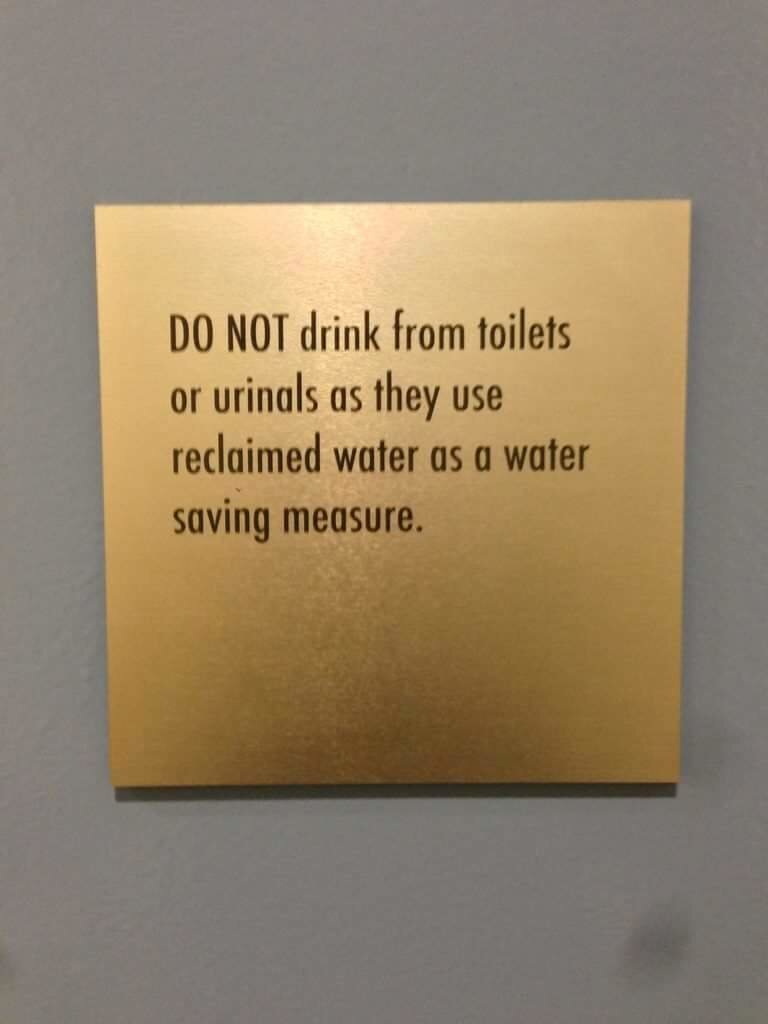 DO NOT drink from toilets
or urinals as they use
reclaimed water as a water
saving measure.